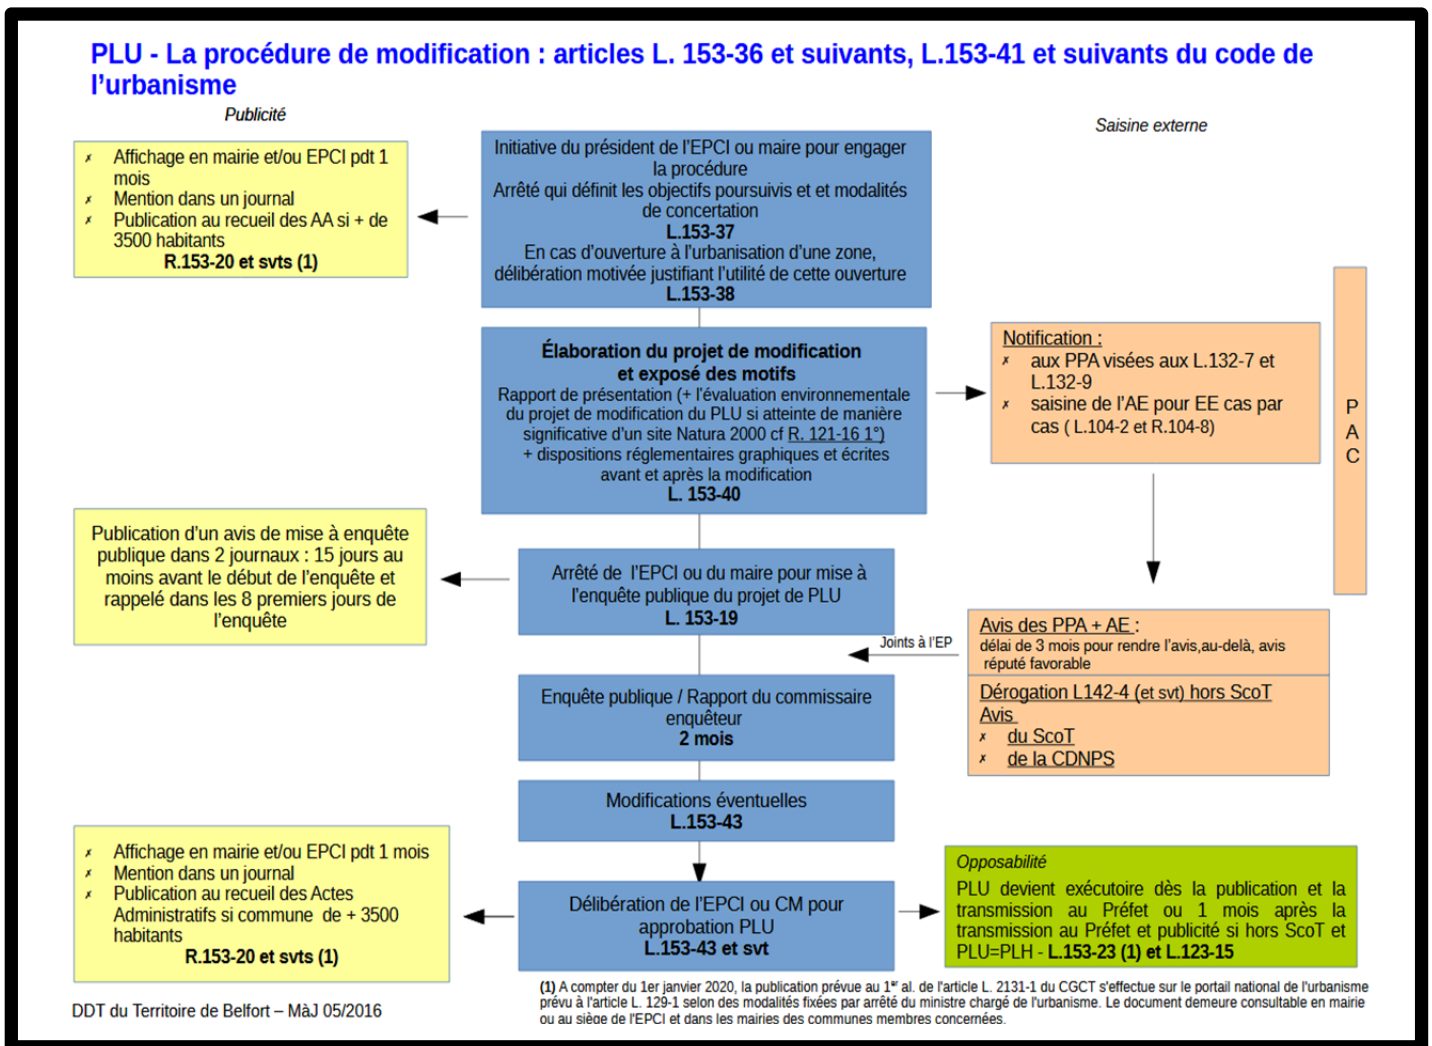 PLU - La procédure de modification : articles L. 153-36 et suivants, L.153-41 et suivants du code de
l'urbanisme
Publicité
Saisine externe
✗ Affichage en mairie et/ou EPCI pdt 1
mois
✗ Mention dans un journal
✗ Publication au recueil des AA si + de
3500 habitants
R.153-20 et svts (1)
Initiative du président de l'EPCI ou maire pour engager
la procédure
Arrêté qui définit les objectifs poursuivis et et modalités
de concertation
L.153-37
En cas d'ouverture à l'urbanisation d'une zone,
délibération motivée justifiant l'utilité de cette ouverture
L.153-38
Élaboration du projet de modification
et exposé des motifs
Rapport de présentation (+ l'évaluation environnementale
du projet de modification du PLU si atteinte de manière
significative d'un site Natura 2000 cf R. 121-16 1°)
+ dispositions réglementaires graphiques et écrites
avant et après la modification
L. 153-40
Notification :
✗ aux PPA visées aux L.132-7 et
L.132-9
✗ saisine de l'AE pour EE cas par
cas ( L.104-2 et R.104-8)
P
A
C
Publication d'un avis de mise à enquête
publique dans 2 journaux : 15 jours au
moins avant le début de l'enquête et
rappelé dans les 8 premiers jours de
l'enquête
Arrêté de l'EPCI ou du maire pour mise à
l'enquête publique du projet de PLU
L. 153-19
Joints à l'EP
Avis des PPA + AE :
délai de 3 mois pour rendre l'avis,au-delà, avis
réputé favorable
Dérogation L142-4 (et svt) hors ScoT
Avis
✗ du ScoT
✗ de la CDNPS
Enquête publique / Rapport du commissaire
enquêteur
2 mois
Modifications éventuelles
L.153-43
✗ Affichage en mairie et/ou EPCI pdt 1 mois
✗ Mention dans un journal
✗ Publication au recueil des Actes
Administratifs si commune de + 3500
habitants
R.153-20 et svts (1)
Délibération de l'EPCI ou CM pour
approbation PLU
L.153-43 et svt
Opposabilité
PLU devient exécutoire dès la publication et la
transmission au Préfet ou 1 mois après la
transmission au Préfet et publicité si hors ScoT et
PLU=PLH - L.153-23 (1) et L.123-15
(1) A compter du 1er janvier 2020, la publication prévue au 1er al. de l'article L. 2131-1 du CGCT s'effectue sur le portail national de l'urbanisme
prévu à l'article L. 129-1 selon des modalités fixées par arrêté du ministre chargé de l'urbanisme. Le document demeure consultable en mairie
ou au siège de l'EPCI et dans les mairies des communes membres concernées.
DDT du Territoire de Belfort – MàJ 05/2016